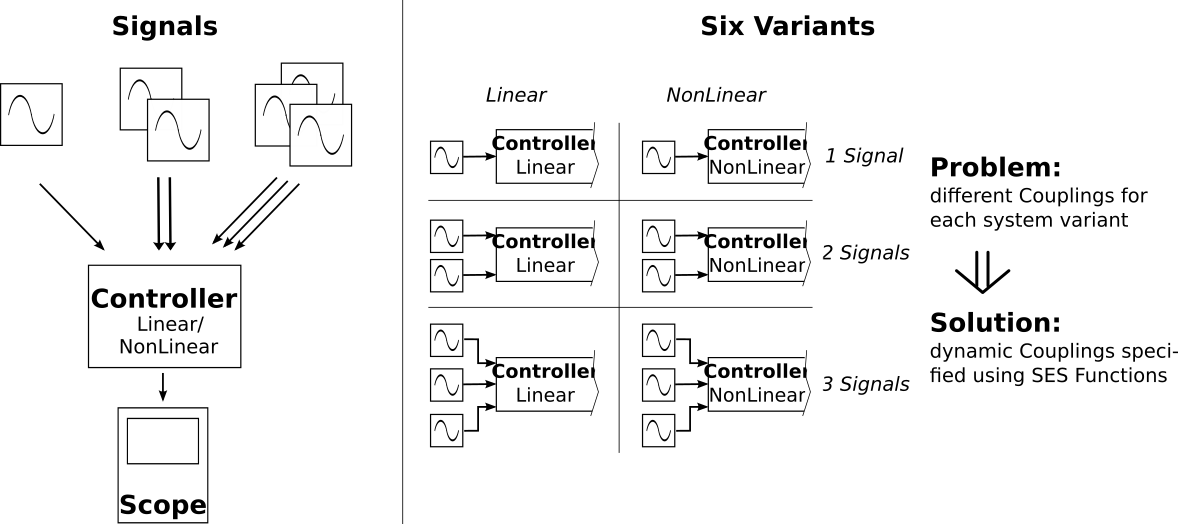 Signals
Controller
Linear/
NonLinear
Scope
Six Variants
Linear NonLinear
Controller
Linear
Controller
NonLinear
1 Signal
Controller
Linear
Controller
NonLinear
2 Signals
Controller
Linear
Controller
NonLinear
3 Signals
Problem:
different Couplings for
each system variant
Solution:
dynamic Couplings speci-
fied using SES Functions